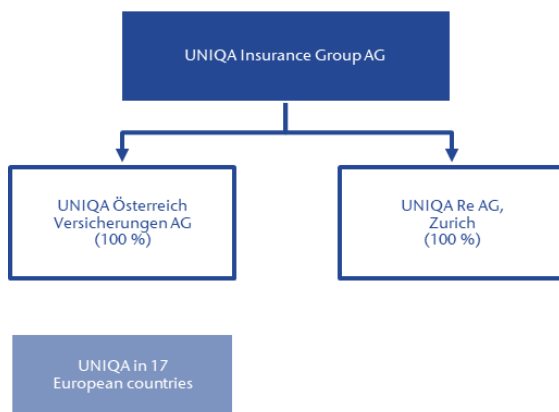 UNIQA Insurance Group AG
UNIQA Österreich
Versicherungen AG
(100 %)
UNIQA Re AG,
Zurich
(100 %)
UNIQA in 17
European countries